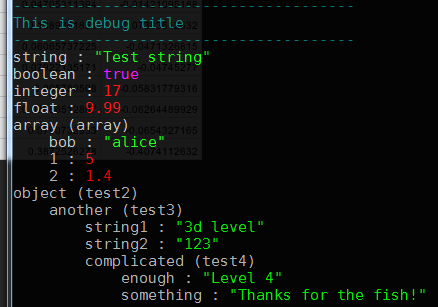 --------------------------------------
This is debug title
--------------------------------------
string : "Test string"
boolean : true
integer : 17
float : 9.99
array (array)
    bob : "alice"
    1 : 5
    2 : 1.4
object (test2)
    another (test3)
        string1 : "3d level"
        string2 : "123"
        complicated (test4)
            enough : "Level 4"
            something : "Thanks for the fish!"